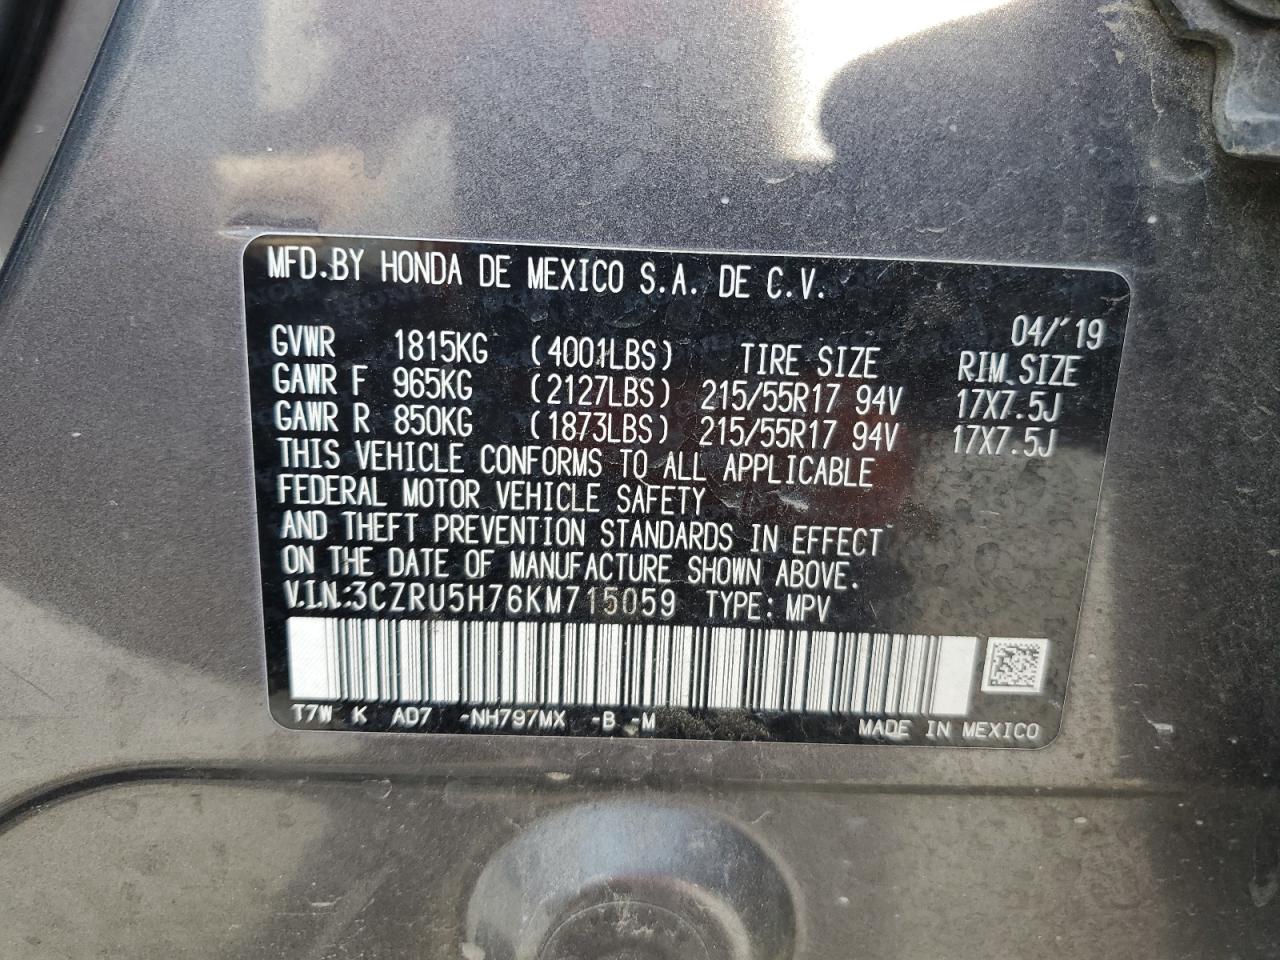 MFD.BY HONDA DE MEXICO S.A. DE C.V.
04/'19
GVWR 1815KG (4001LBS) TIRE SIZE RIM SIZE
GAWR F 965KG (2127LBS) 215/55R17 94V 17X7.5J
GAWR R 850KG (1873LBS) 215/55R17 94V 17X7.5J
THIS VEHICLE CONFORMS TO ALL APPLICABLE
FEDERAL MOTOR VEHICLE SAFETY
AND THEFT PREVENTION STANDARDS IN EFFECT
ON THE DATE OF MANUFACTURE SHOWN ABOVE.
V.I.N.:3CZRU5H76KM715059 TYPE: MPV
T7W K AD7 -NH797MX -B -M MADE IN MEXICO